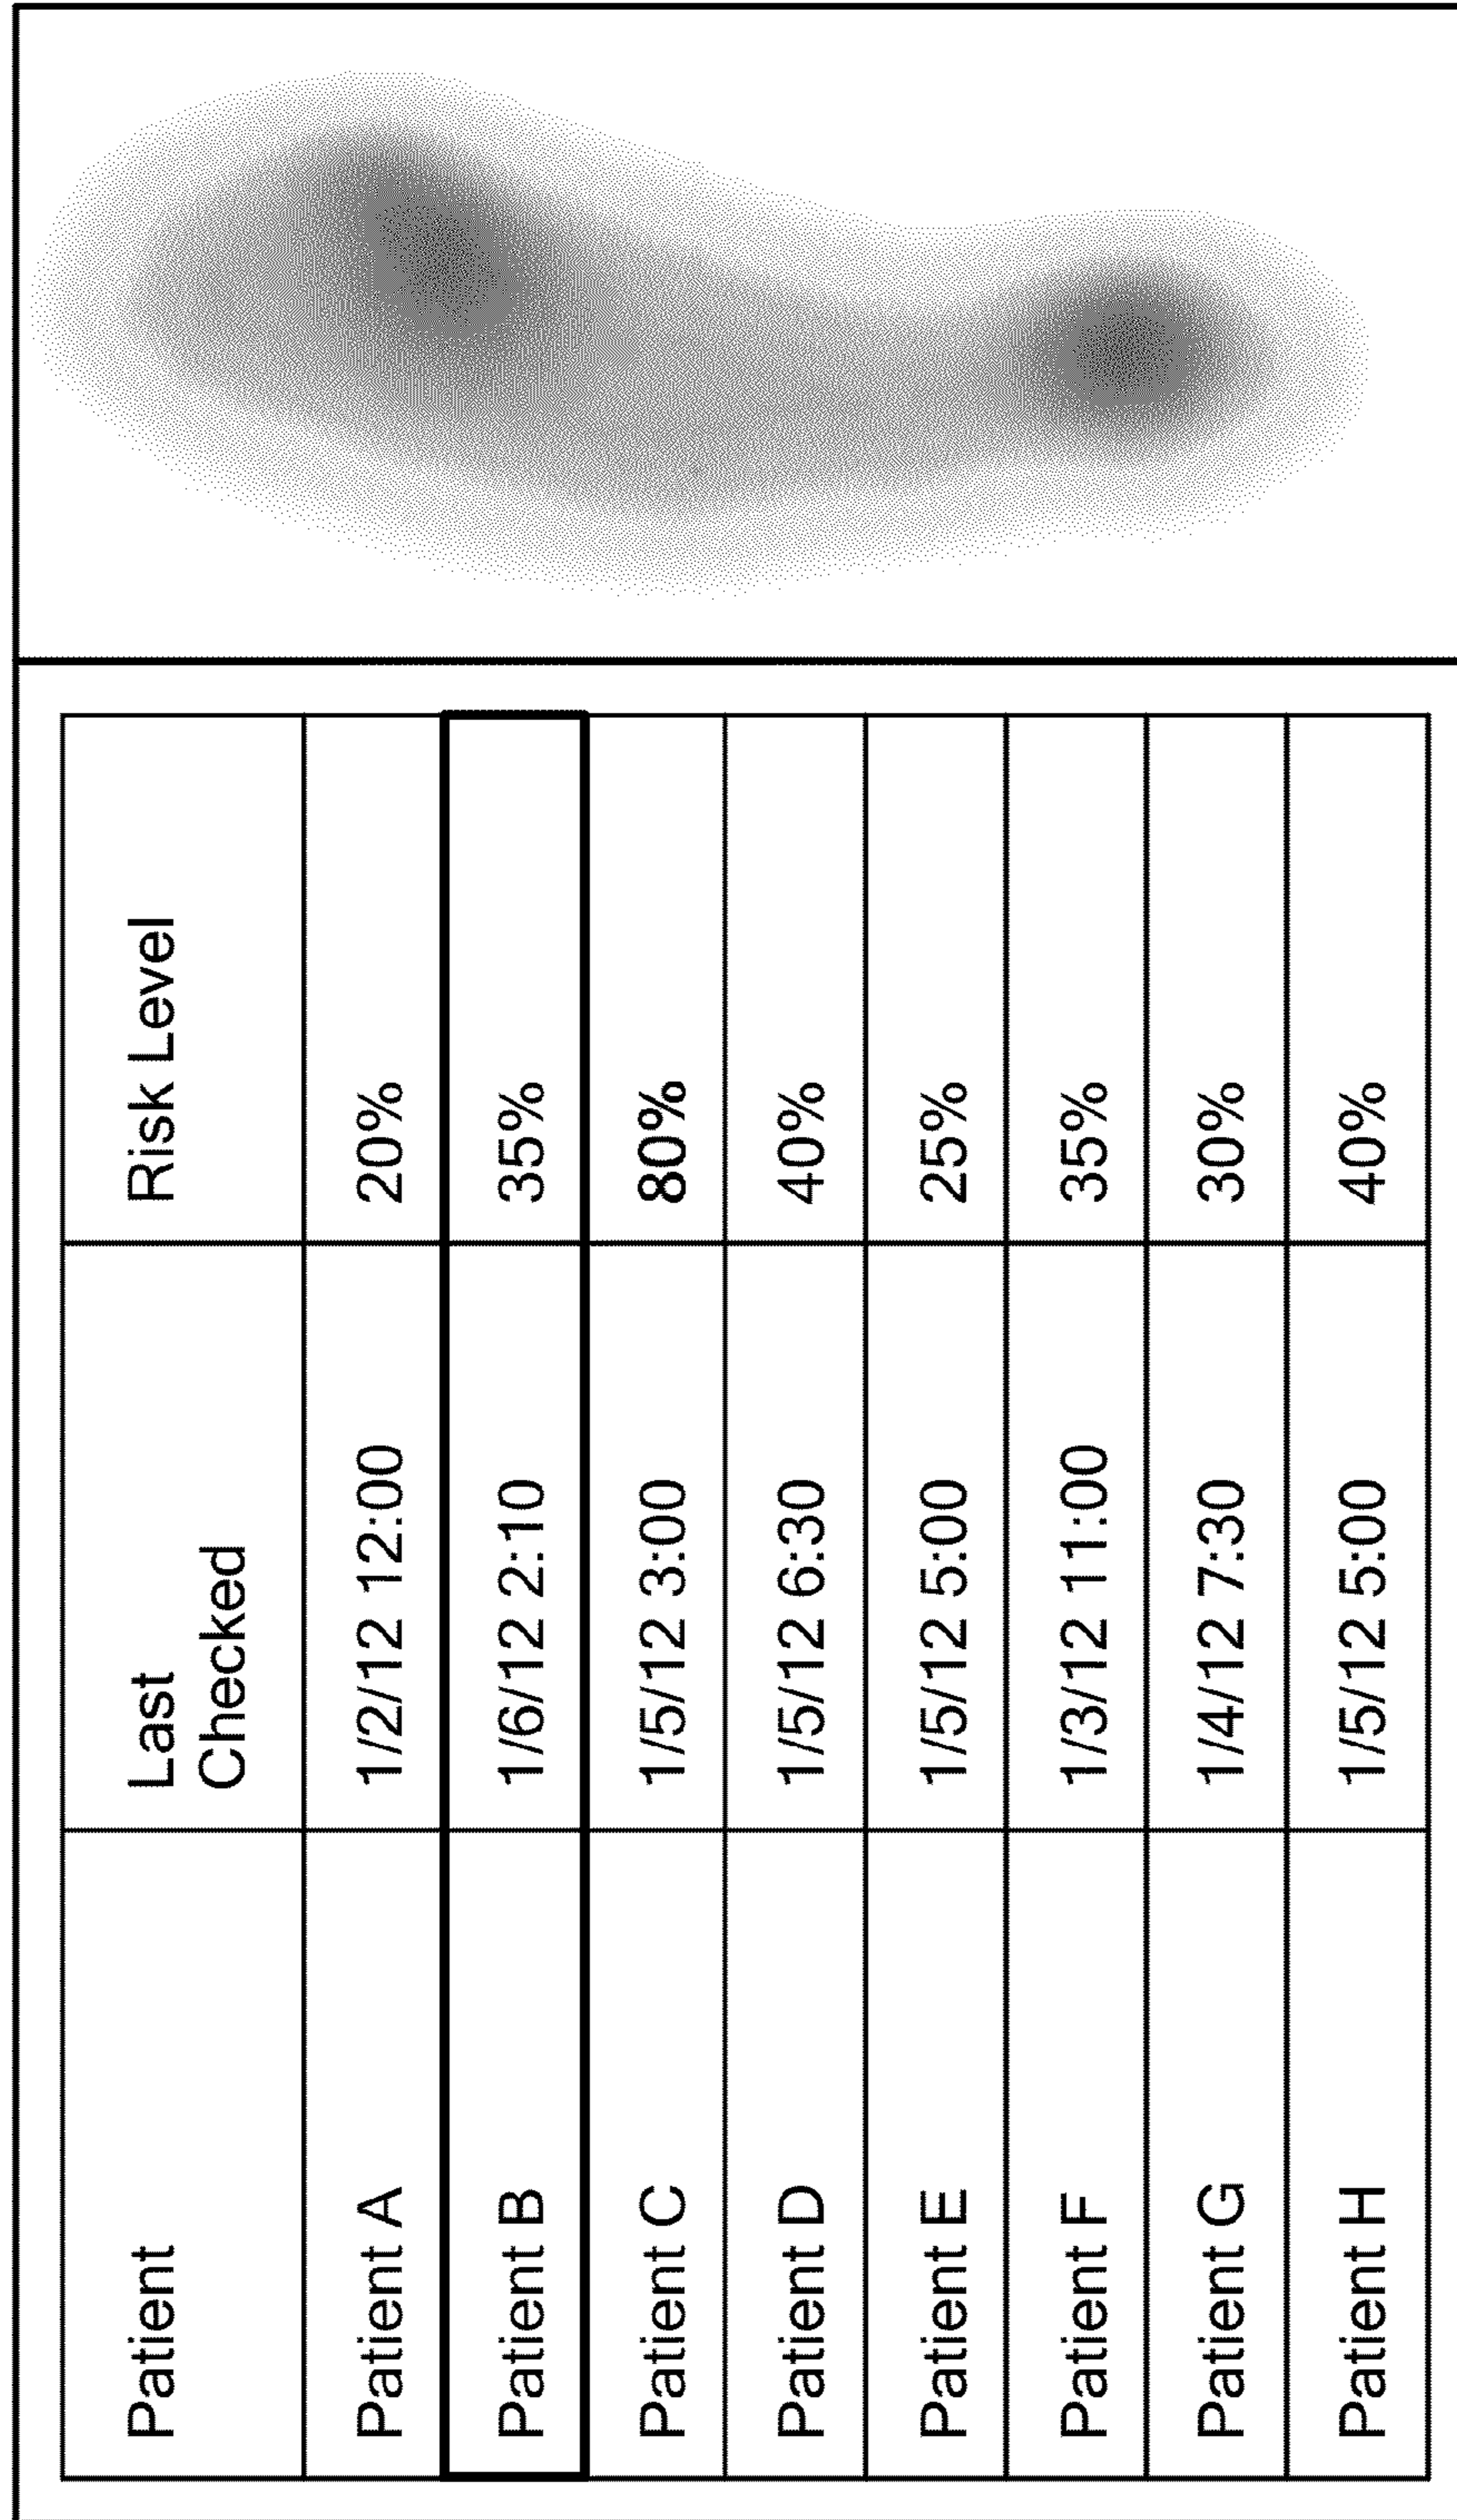 Patient Last Checked Risk Level
Patient A 1/2/12 12:00 20%
Patient B 1/6/12 2:10 35%
Patient C 1/5/12 3:00 80%
Patient D 1/5/12 6:30 40%
Patient E 1/5/12 5:00 25%
Patient F 1/3/12 11:00 35%
Patient G 1/4/12 7:30 30%
Patient H 1/5/12 5:00 40%